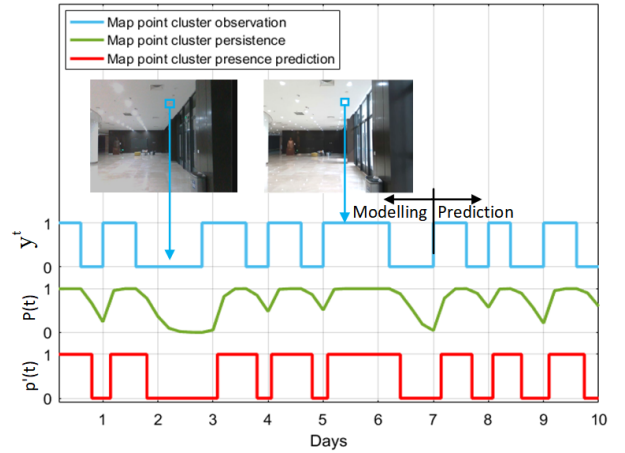 Map point cluster observation
Map point cluster persistence
Map point cluster presence prediction
Modelling Prediction
y^t
1
0
P(t)
1
0
p'(t)
1
0
1 2 3 4 5 6 7 8 9 10
Days